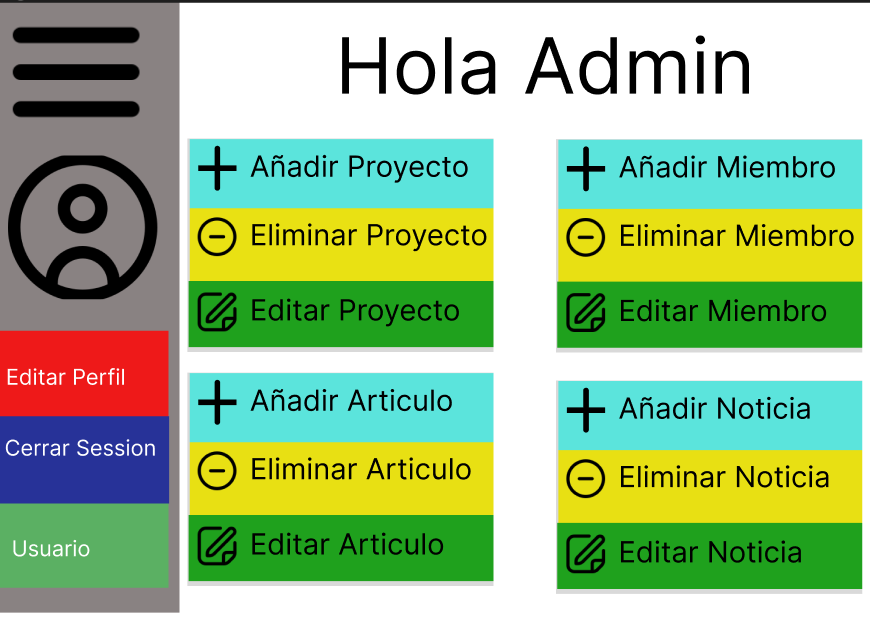 Hola Admin
Añadir Proyecto
Eliminar Proyecto
Editar Proyecto
Añadir Miembro
Eliminar Miembro
Editar Miembro
Editar Perfil
Cerrar Session
Usuario
Añadir Articulo
Eliminar Articulo
Editar Articulo
Añadir Noticia
Eliminar Noticia
Editar Noticia